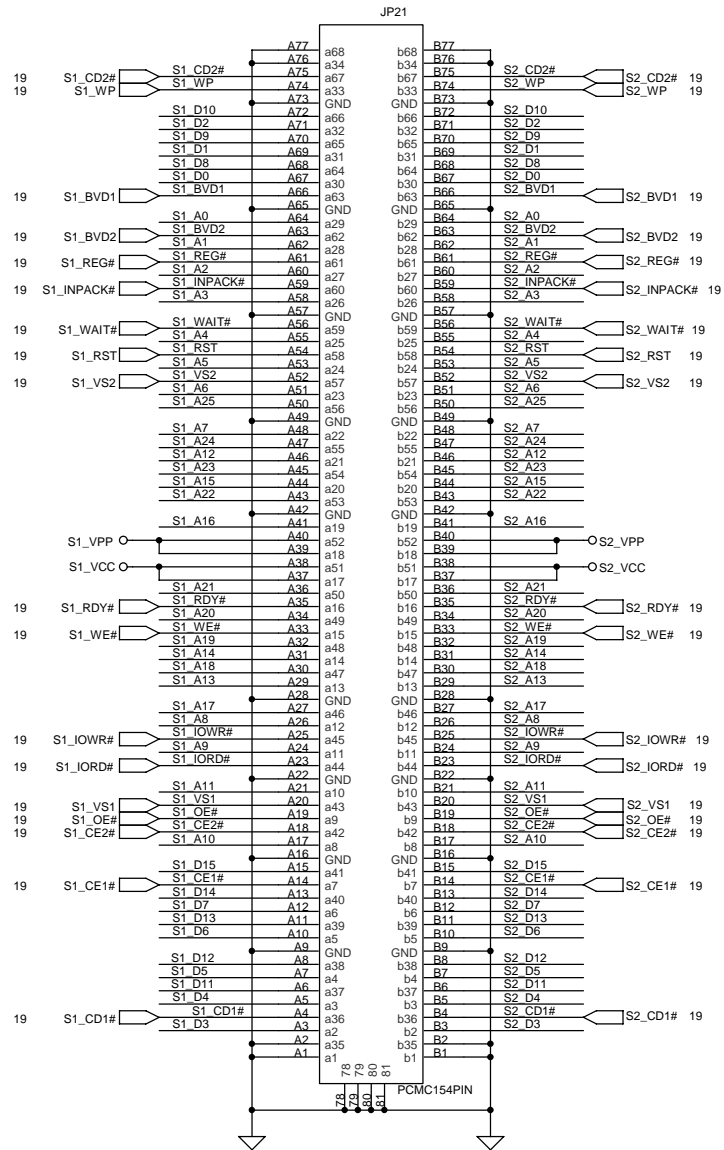 JP21
A77 a68 b68 B77
A76 a34 b34 B76
19 S1_CD2# S1_CD2# A75 a67 b67 B75 S2_CD2# S2_CD2# 19
19 S1_WP S1_WP A74 a33 b33 B74 S2_WP S2_WP 19
A73 GND GND B73
S1_D10 A72 a66 b66 B72 S2_D10
S1_D2 A71 a32 b32 B71 S2_D2
S1_D9 A70 a65 b65 B70 S2_D9
S1_D1 A69 a31 b31 B69 S2_D1
S1_D8 A68 a64 b64 B68 S2_D8
S1_D0 A67 a30 b30 B67 S2_D0
19 S1_BVD1 S1_BVD1 A66 a63 b63 B66 S2_BVD1 S2_BVD1 19
A65 GND GND B65
S1_A0 A64 a29 b29 B64 S2_A0
19 S1_BVD2 S1_BVD2 A63 a62 b62 B63 S2_BVD2 S2_BVD2 19
S1_A1 A62 a28 b28 B62 S2_A1
19 S1_REG# S1_REG# A61 a61 b61 B61 S2_REG# S2_REG# 19
S1_A2 A60 a27 b27 B60 S2_A2
19 S1_INPACK# S1_INPACK# A59 a60 b60 B59 S2_INPACK# S2_INPACK# 19
S1_A3 A58 a26 b26 B58 S2_A3
A57 GND GND B57
19 S1_WAIT# S1_WAIT# A56 a59 b59 B56 S2_WAIT# S2_WAIT# 19
S1_A4 A55 a25 b25 B55 S2_A4
19 S1_RST S1_RST A54 a58 b58 B54 S2_RST S2_RST 19
S1_A5 A53 a24 b24 B53 S2_A5
19 S1_VS2 S1_VS2 A52 a57 b57 B52 S2_VS2 S2_VS2 19
S1_A6 A51 a23 b23 B51 S2_A6
S1_A25 A50 a56 b56 B50 S2_A25
A49 GND GND B49
S1_A7 A48 a22 b22 B48 S2_A7
S1_A24 A47 a55 b55 B47 S2_A24
S1_A12 A46 a21 b21 B46 S2_A12
S1_A23 A45 a54 b54 B45 S2_A23
S1_A15 A44 a20 b20 B44 S2_A15
S1_A22 A43 a53 b53 B43 S2_A22
A42 GND GND B42
S1_A16 A41 a19 b19 B41 S2_A16
S1_VPP A40 a52 b52 B40 S2_VPP
A39 a18 b18 B39
S1_VCC A38 a51 b51 B38 S2_VCC
A37 a17 b17 B37
S1_A21 A36 a50 b50 B36 S2_A21
19 S1_RDY# S1_RDY# A35 a16 b16 B35 S2_RDY# S2_RDY# 19
S1_A20 A34 a49 b49 B34 S2_A20
19 S1_WE# S1_WE# A33 a15 b15 B33 S2_WE# S2_WE# 19
S1_A19 A32 a48 b48 B32 S2_A19
S1_A14 A31 a14 b14 B31 S2_A14
S1_A18 A30 a47 b47 B30 S2_A18
S1_A13 A29 a13 b13 B29 S2_A13
A28 GND GND B28
S1_A17 A27 a46 b46 B27 S2_A17
S1_A8 A26 a12 b12 B26 S2_A8
19 S1_IOWR# S1_IOWR# A25 a45 b45 B25 S2_IOWR# S2_IOWR# 19
S1_A9 A24 a11 b11 B24 S2_A9
19 S1_IORD# S1_IORD# A23 a44 b44 B23 S2_IORD# S2_IORD# 19
A22 GND GND B22
S1_A11 A21 a10 b10 B21 S2_A11
19 S1_VS1 S1_VS1 A20 a43 b43 B20 S2_VS1 S2_VS1 19
19 S1_OE# S1_OE# A19 a9 b9 B19 S2_OE# S2_OE# 19
19 S1_CE2# S1_CE2# A18 a42 b42 B18 S2_CE2# S2_CE2# 19
S1_A10 A17 a8 b8 B17 S2_A10
A16 GND GND B16
S1_D15 A15 a41 b41 B15 S2_D15
19 S1_CE1# S1_CE1# A14 a7 b7 B14 S2_CE1# S2_CE1# 19
S1_D14 A13 a40 b40 B13 S2_D14
S1_D7 A12 a6 b6 B12 S2_D7
S1_D13 A11 a39 b39 B11 S2_D13
S1_D6 A10 a5 b5 B10 S2_D6
A9 GND GND B9
S1_D12 A8 a38 b38 B8 S2_D12
S1_D5 A7 a4 b4 B7 S2_D5
S1_D11 A6 a37 b37 B6 S2_D11
S1_D4 A5 a3 b3 B5 S2_D4
19 S1_CD1# S1_CD1# A4 a36 b36 B4 S2_CD1# S2_CD1# 19
S1_D3 A3 a2 b2 B3 S2_D3
A2 a35 b35 B2
A1 a1 b1 B1
78 79 80 81
PCMC154PIN
78 79 80 81